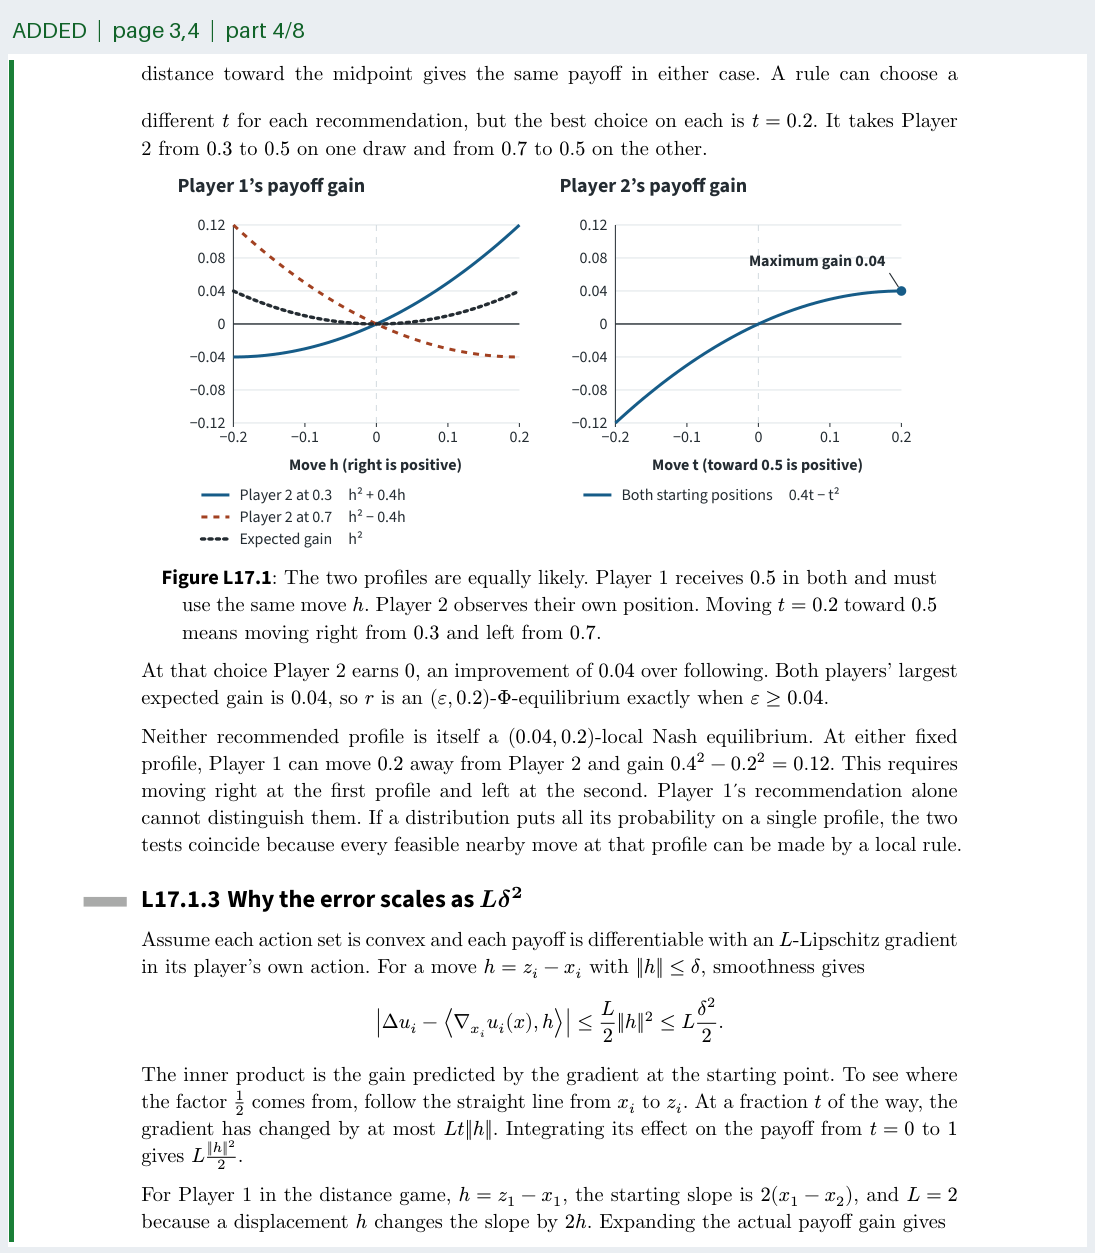 ADDED | page 3,4 | part 4/8
distance toward the midpoint gives the same payoff in either case. A rule can choose a
different t for each recommendation, but the best choice on each is t = 0.2. It takes Player
2 from 0.3 to 0.5 on one draw and from 0.7 to 0.5 on the other.
Player 1’s payoff gain
0.12
0.08
0.04
0
−0.04
−0.08
−0.12
−0.2 −0.1 0 0.1 0.2
Move h (right is positive)
Player 2 at 0.3 h² + 0.4h
Player 2 at 0.7 h² − 0.4h
Expected gain h²
Player 2’s payoff gain
0.12
0.08
0.04
0
−0.04
−0.08
−0.12
Maximum gain 0.04
−0.2 −0.1 0 0.1 0.2
Move t (toward 0.5 is positive)
Both starting positions 0.4t − t²
Figure L17.1: The two profiles are equally likely. Player 1 receives 0.5 in both and must
use the same move h. Player 2 observes their own position. Moving t = 0.2 toward 0.5
means moving right from 0.3 and left from 0.7.
At that choice Player 2 earns 0, an improvement of 0.04 over following. Both players’ largest
expected gain is 0.04, so r is an (ε, 0.2)-Φ-equilibrium exactly when ε ≥ 0.04.
Neither recommended profile is itself a (0.04, 0.2)-local Nash equilibrium. At either fixed
profile, Player 1 can move 0.2 away from Player 2 and gain 0.4² − 0.2² = 0.12. This requires
moving right at the first profile and left at the second. Player 1′s recommendation alone
cannot distinguish them. If a distribution puts all its probability on a single profile, the two
tests coincide because every feasible nearby move at that profile can be made by a local rule.
L17.1.3 Why the error scales as Lδ²
Assume each action set is convex and each payoff is differentiable with an L-Lipschitz gradient
in its player’s own action. For a move h = zᵢ − xᵢ with ‖h‖ ≤ δ, smoothness gives
|Δuᵢ − ⟨∇ₓᵢuᵢ(x), h⟩| ≤ L/2 ‖h‖² ≤ L δ²/2.
The inner product is the gain predicted by the gradient at the starting point. To see where
the factor 1/2 comes from, follow the straight line from xᵢ to zᵢ. At a fraction t of the way, the
gradient has changed by at most Lt‖h‖. Integrating its effect on the payoff from t = 0 to 1
gives L‖h‖²/2.
For Player 1 in the distance game, h = z₁ − x₁, the starting slope is 2(x₁ − x₂), and L = 2
because a displacement h changes the slope by 2h. Expanding the actual payoff gain gives